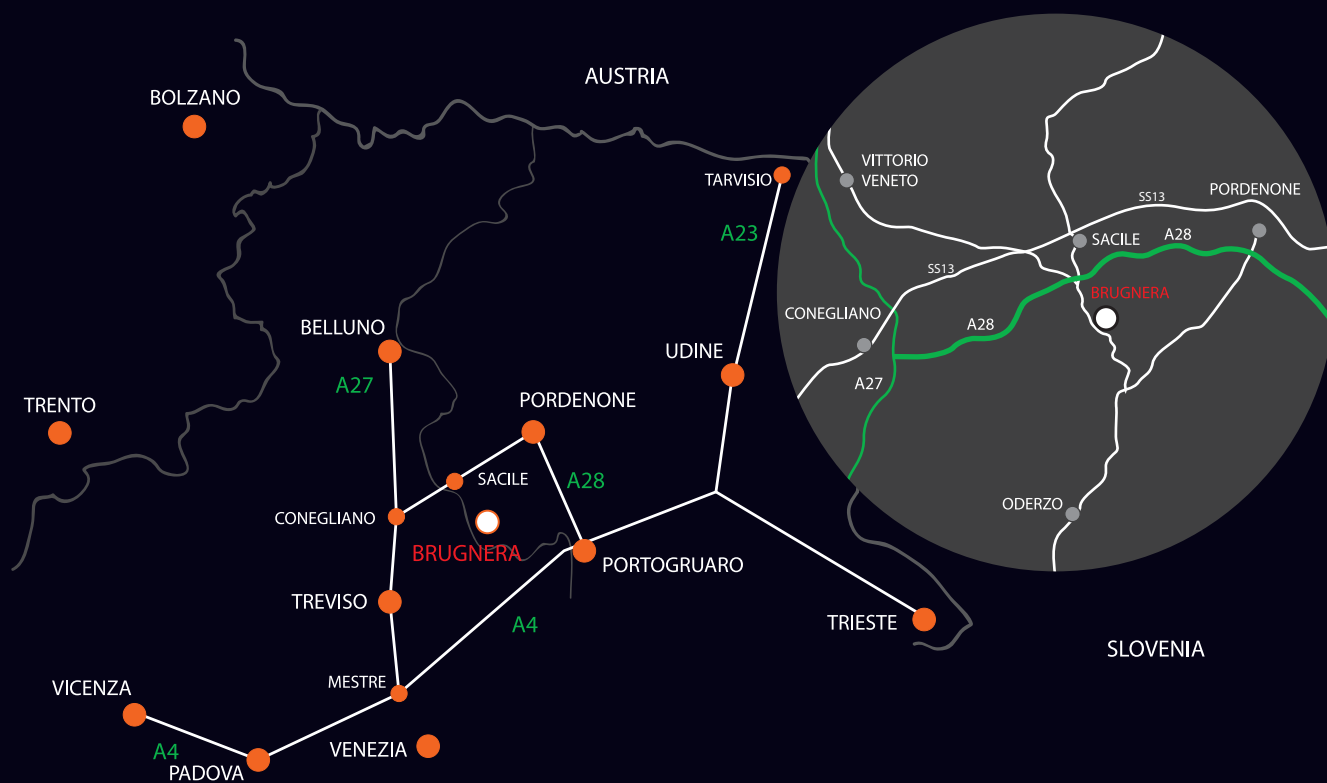 AUSTRIA
BOLZANO
TARVISIO
A23
BELLUNO
A27
UDINE
TRENTO
PORDENONE
SACILE
A28
CONEGLIANO
BRUGNERA
PORTOGRUARO
TREVISO
A4
TRIESTE
SLOVENIA
MESTRE
VICENZA
A4
VENEZIA
PADOVA
VITTORIO
VENETO
PORDENONE
SS13
SACILE
A28
SS13
BRUGNERA
CONEGLIANO
A28
A27
ODERZO